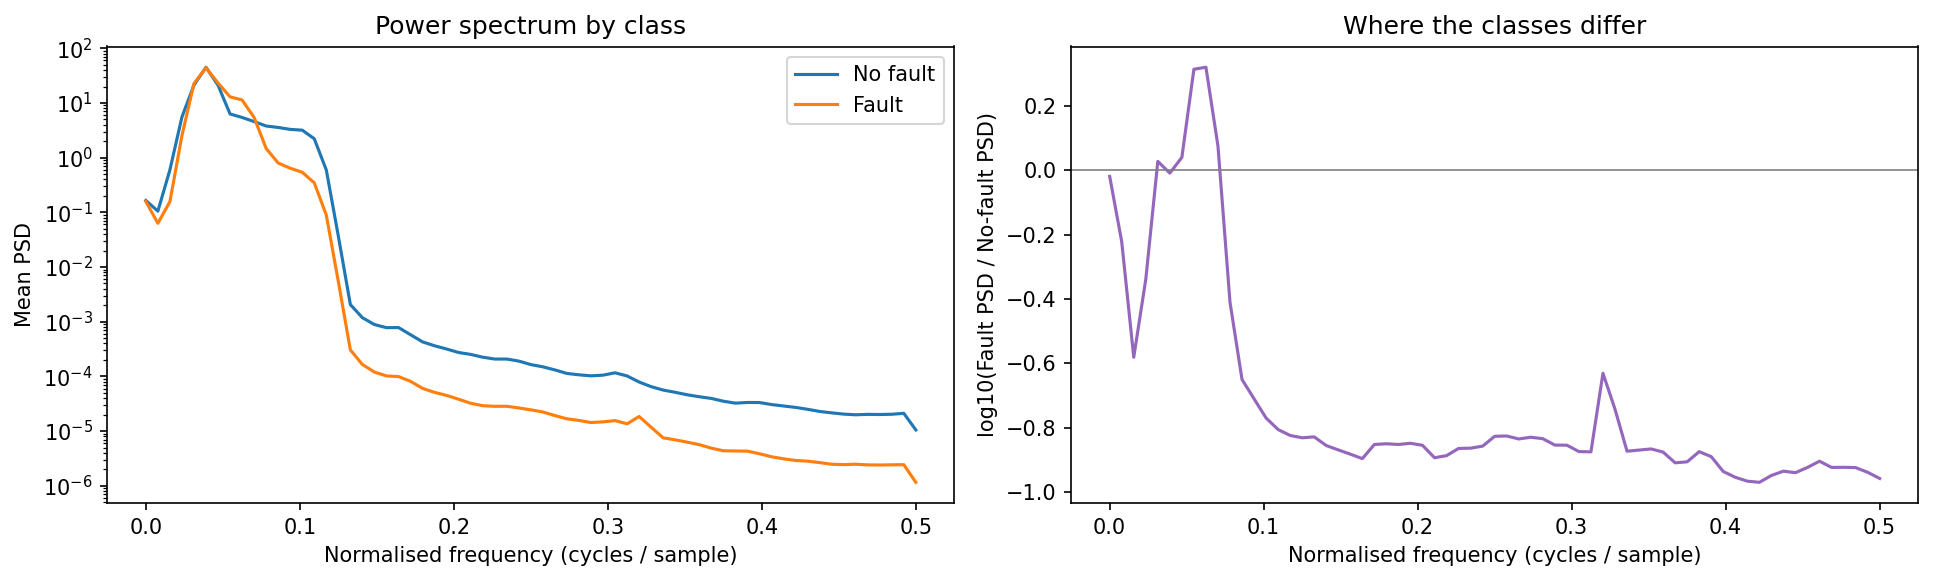 Power spectrum by class
Mean PSD
10²
10¹
10⁰
10⁻¹
10⁻²
10⁻³
10⁻⁴
10⁻⁵
10⁻⁶
No fault
Fault
0.0 0.1 0.2 0.3 0.4 0.5
Normalised frequency (cycles / sample)
Where the classes differ
log10(Fault PSD / No-fault PSD)
0.2
0.0
−0.2
−0.4
−0.6
−0.8
−1.0
0.0 0.1 0.2 0.3 0.4 0.5
Normalised frequency (cycles / sample)